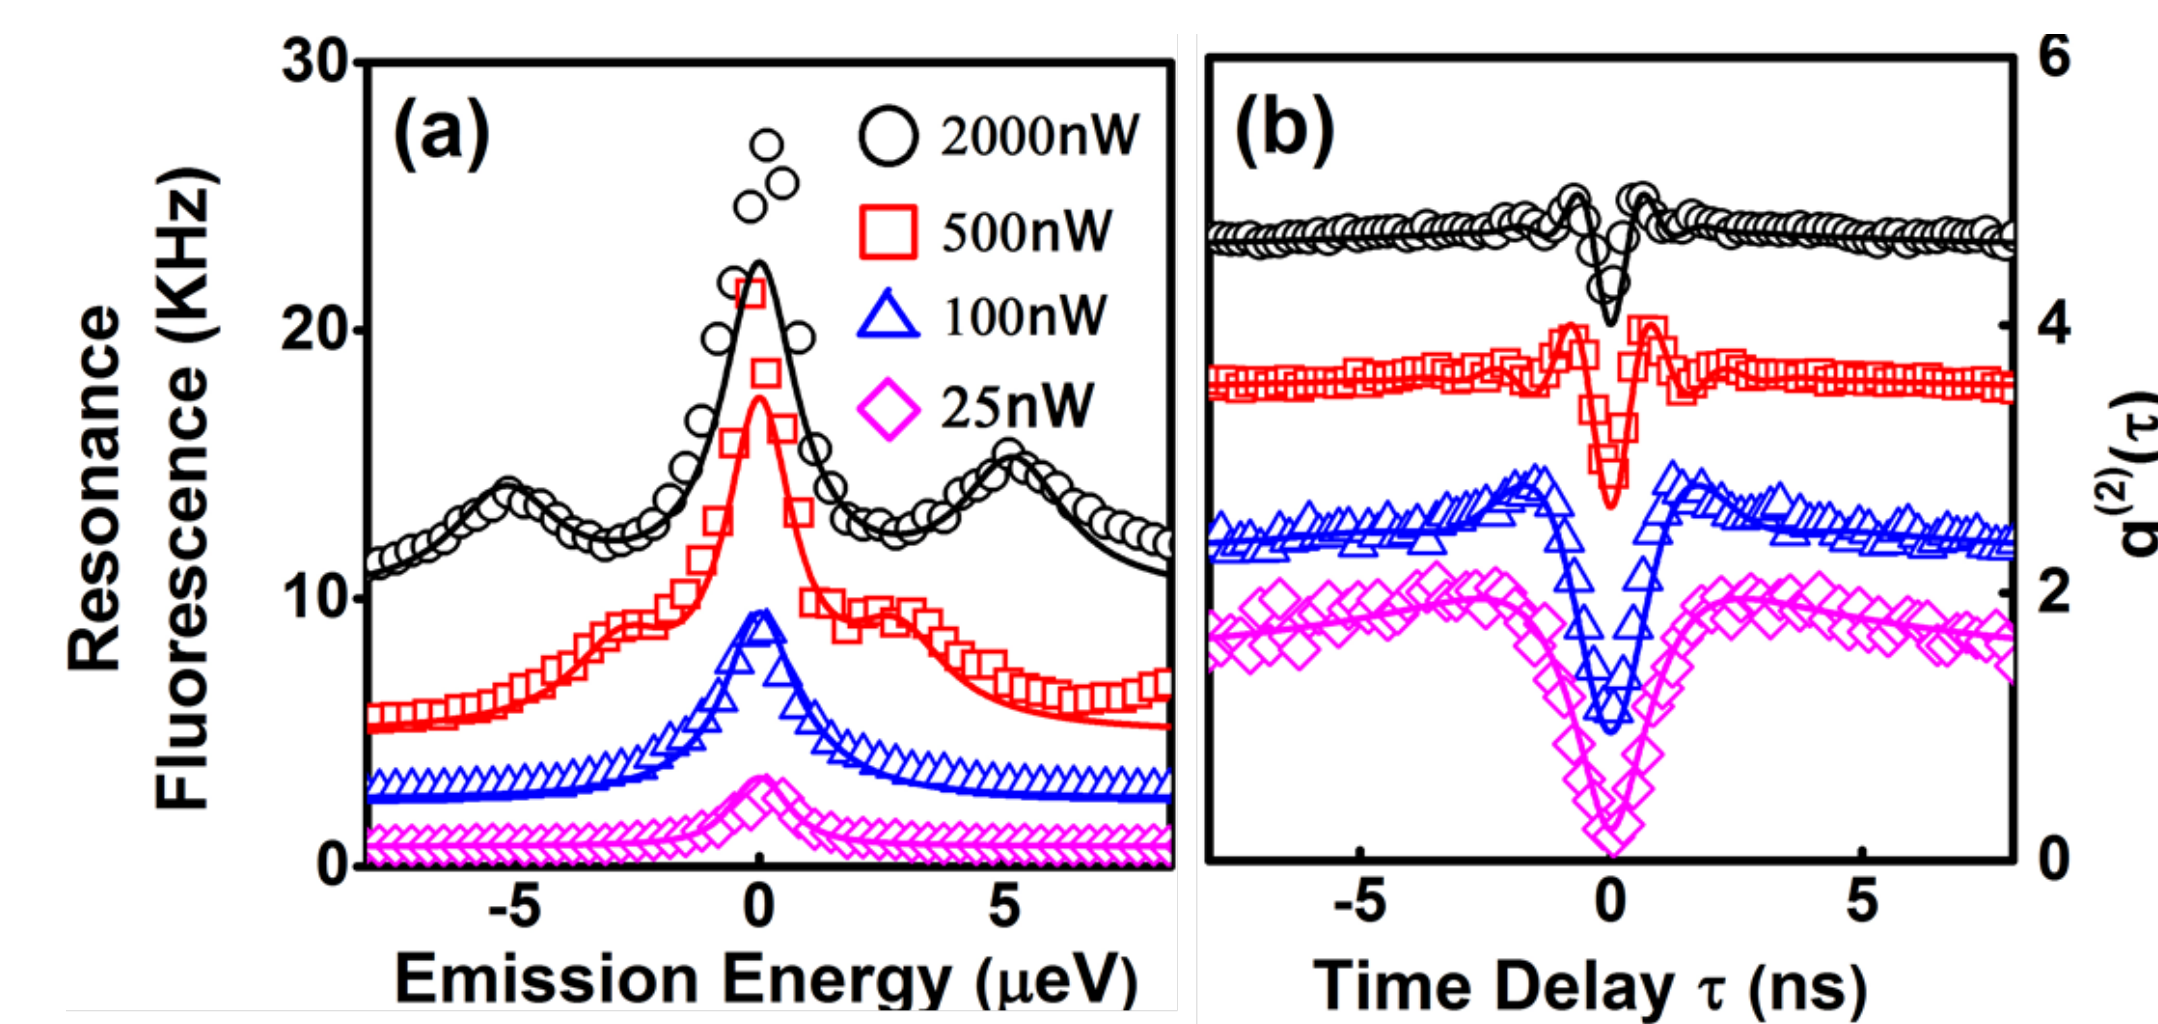 (a)
2000nW
500nW
100nW
25nW
30
20
10
0
-5 0 5
Resonance
Fluorescence (KHz)
Emission Energy (μeV)
(b)
6
4
2
0
-5 0 5
g⁽²⁾(τ)
Time Delay τ (ns)